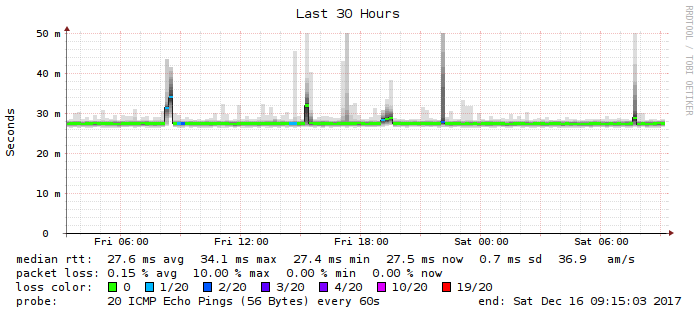 Last 30 Hours
RRDTOOL / TOBI OETIKER
Seconds
50 m
40 m
30 m
20 m
10 m
0
Fri 06:00 Fri 12:00 Fri 18:00 Sat 00:00 Sat 06:00
median rtt: 27.6 ms avg 34.1 ms max 27.4 ms min 27.5 ms now 0.7 ms sd 36.9 am/s
packet loss: 0.15 % avg 10.00 % max 0.00 % min 0.00 % now
loss color: 0 1/20 2/20 3/20 4/20 10/20 19/20
probe: 20 ICMP Echo Pings (56 Bytes) every 60s end: Sat Dec 16 09:15:03 2017